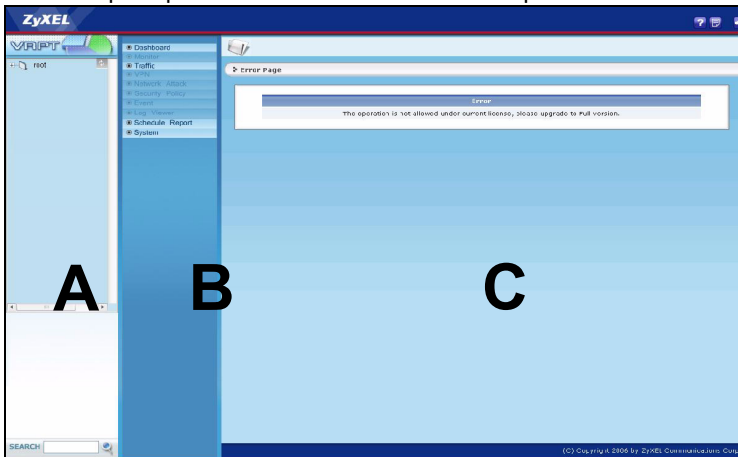 ZyXEL
VRPT
root
Dashboard
Monitor
Traffic
VPN
Network Attack
Security Policy
Event
Log Viewer
Schedule Report
System
Error Page
Error
The operation is not allowed under current license, please upgrade to Full version.
A
B
C
SEARCH
(C) Copyright 2006 by ZyXEL Communications Corp